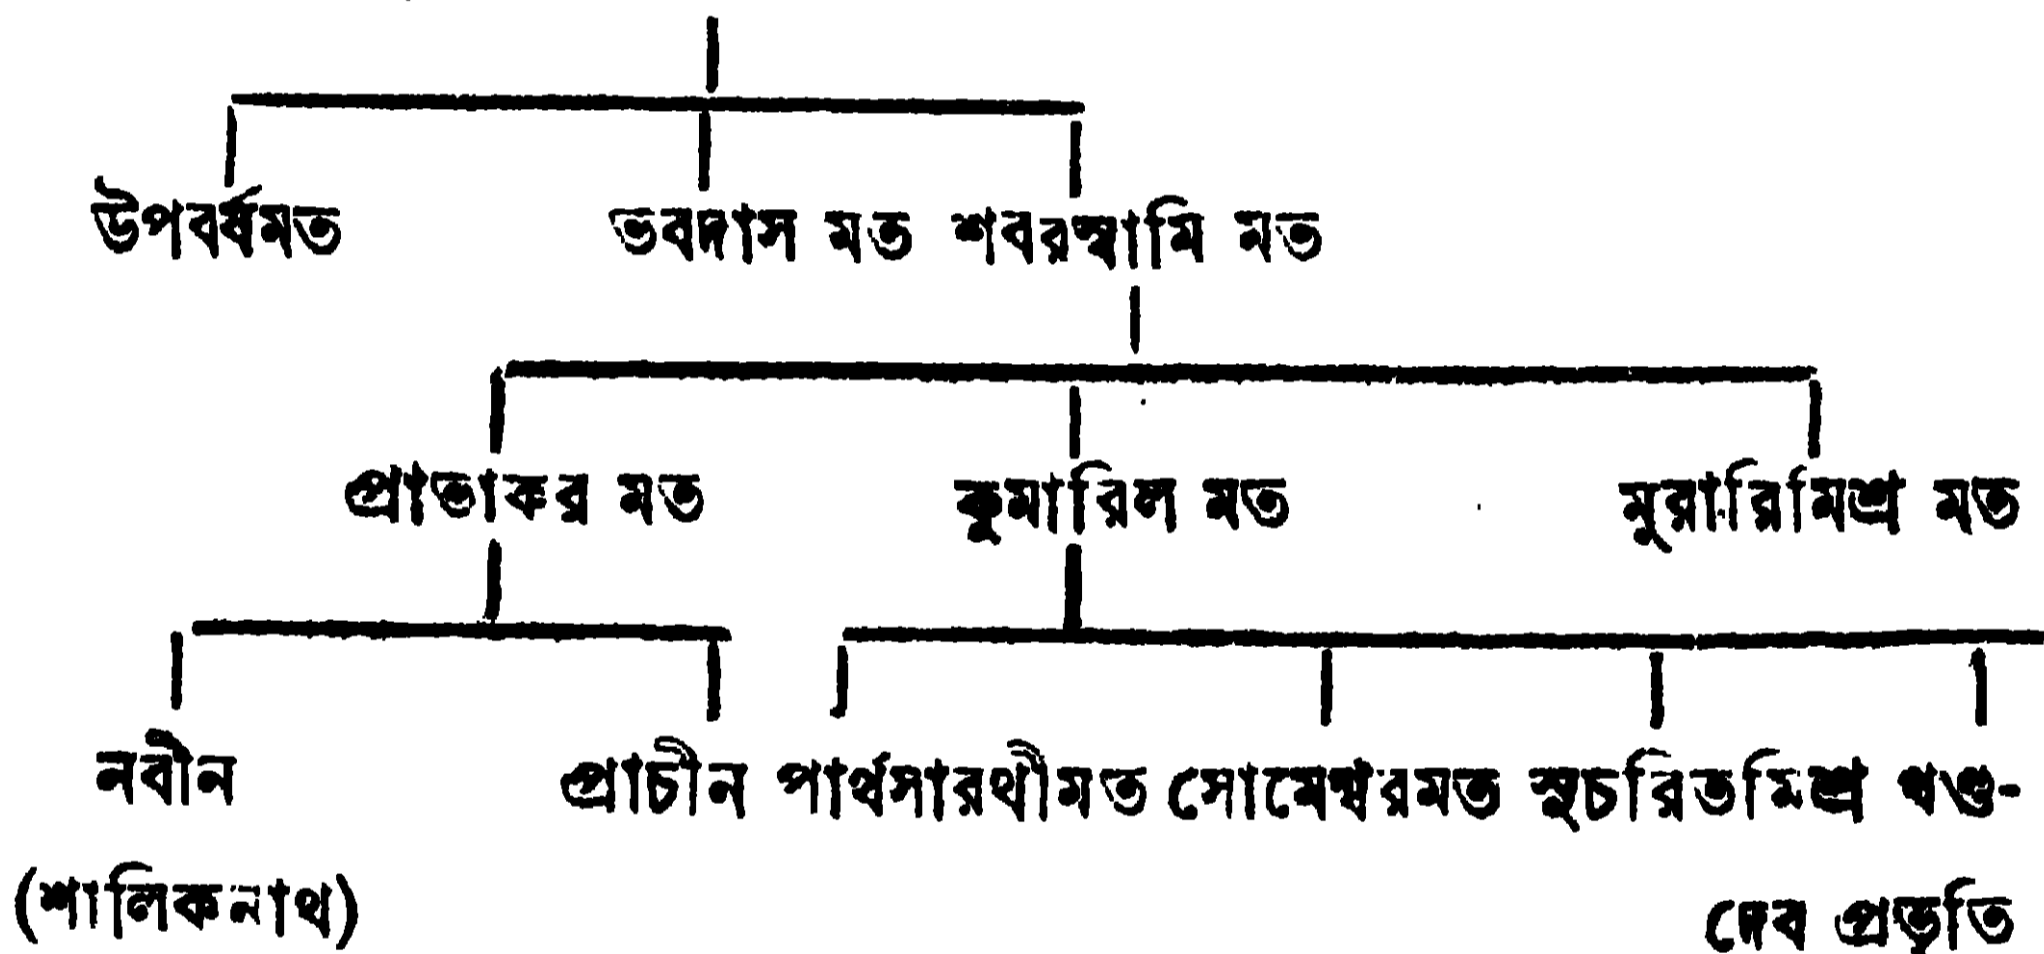 উপবর্ষমত ভবদাস মত শবরস্বামি মত
প্রাভাকর মত কুমারিল মত মুরারিমিশ্র মত
নবীন প্রাচীন পার্থসারথীমত সোমেশ্বরমত সুচরিতমিশ্র খণ্ড-
(শালিকনাথ) দেব প্রভৃতি